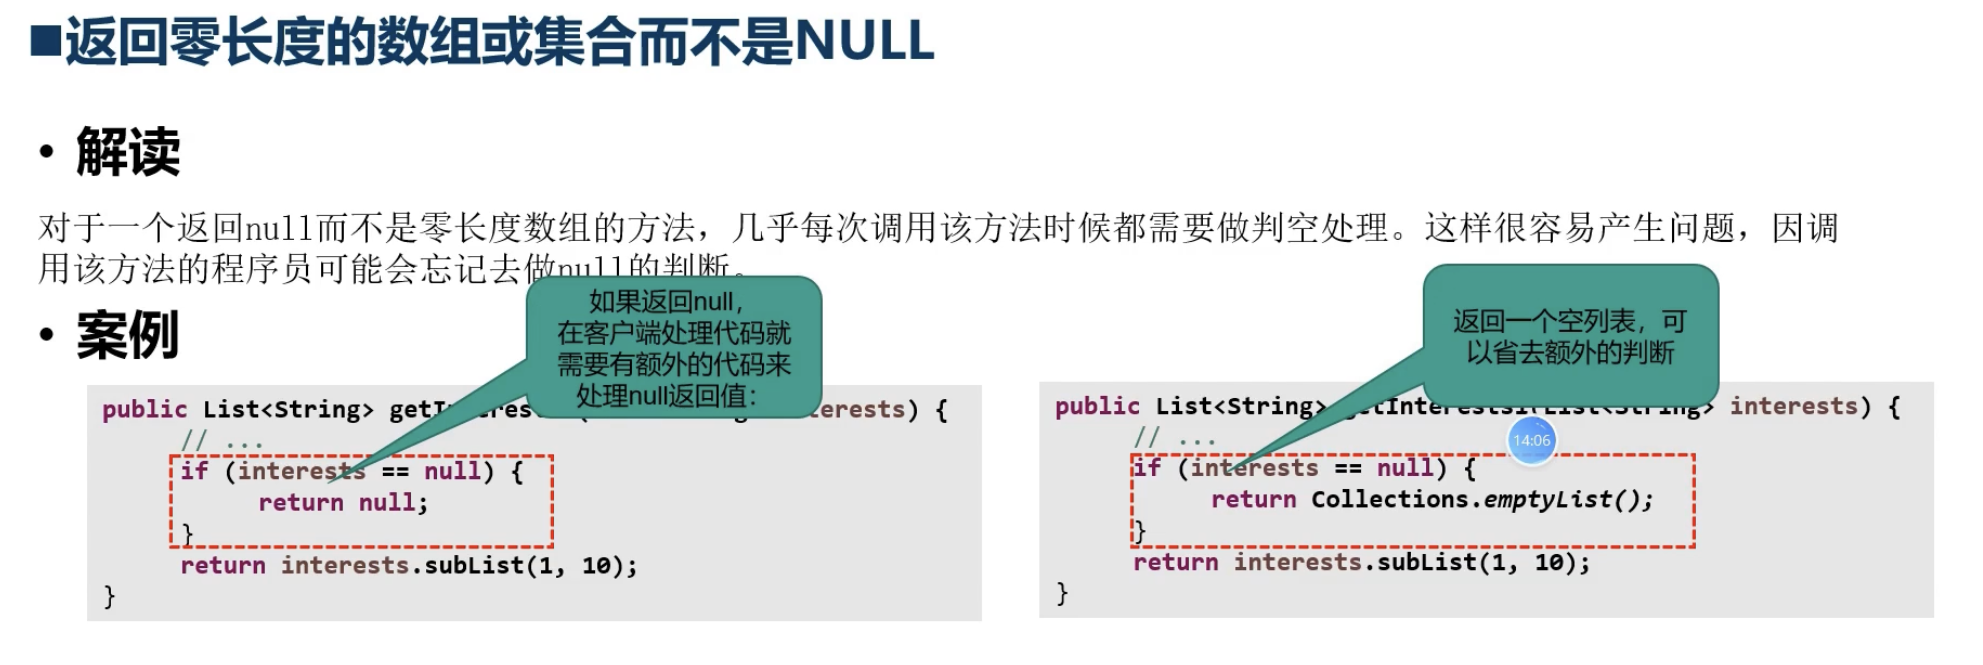 ■返回零长度的数组或集合而不是NULL
• 解读
对于一个返回null而不是零长度数组的方法，几乎每次调用该方法时候都需要做判空处理。这样很容易产生问题，因调
用该方法的程序员可能会忘记去做null的判断。
• 案例
如果返回null，
在客户端处理代码就
需要有额外的代码来
处理null返回值：
public List<String> terests) {
// ...
if (interests == null) {
return null;
}
return interests.subList(1, 10);
}
返回一个空列表，可
以省去额外的判断
public List<String> getInterests1(List<String> interests) {
// ...
14:06
if (interests == null) {
return Collections.emptyList();
}
return interests.subList(1, 10);
}